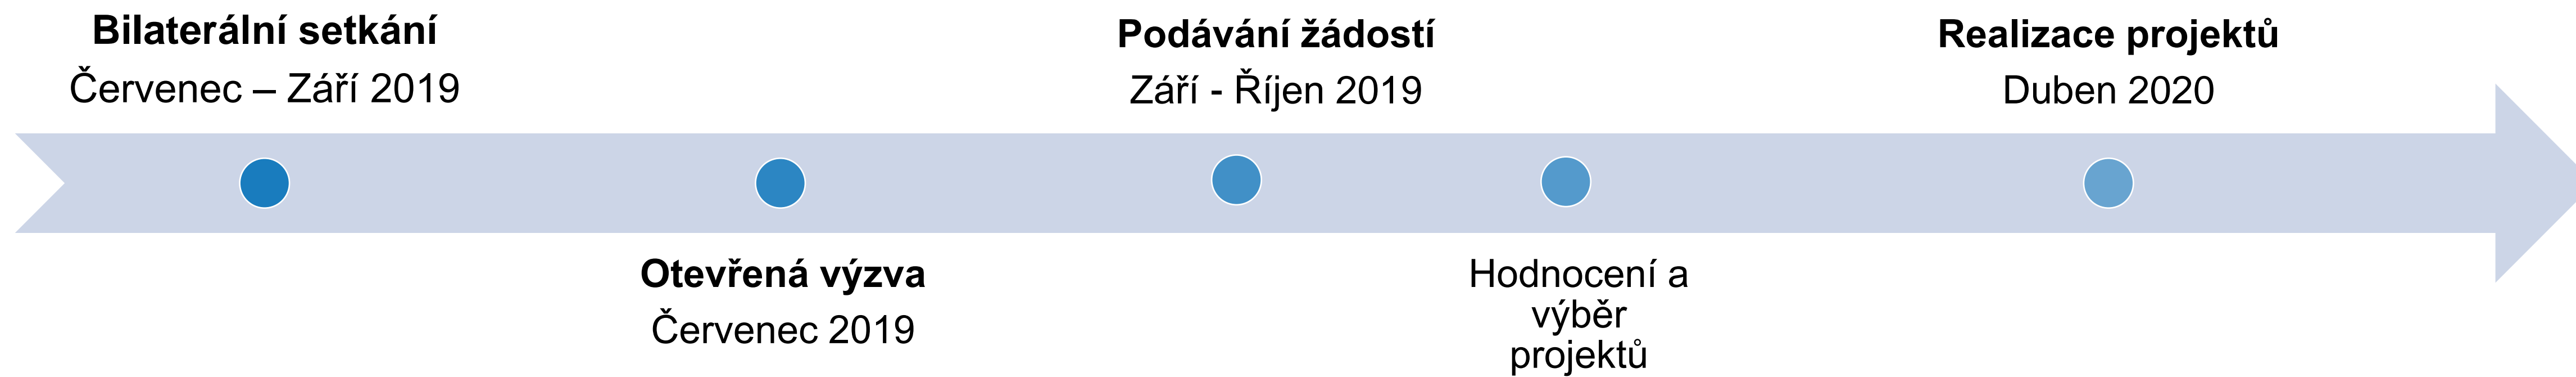 Bilaterální setkání
Červenec – Září 2019
Otevřená výzva
Červenec 2019
Podávání žádostí
Září - Říjen 2019
Hodnocení a
výběr
projektů
Realizace projektů
Duben 2020